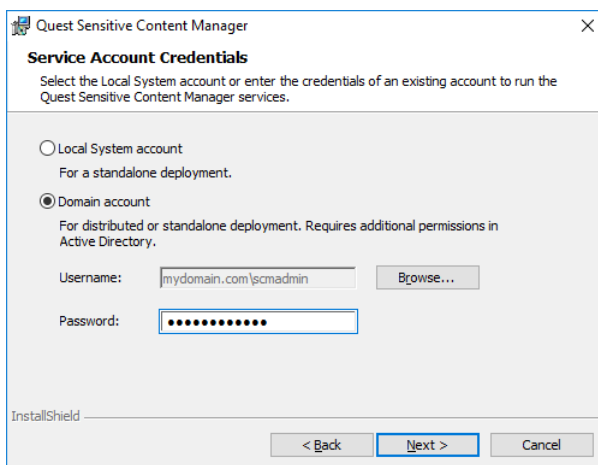 Quest Sensitive Content Manager
Service Account Credentials
Select the Local System account or enter the credentials of an existing account to run the
Quest Sensitive Content Manager services.
Local System account
For a standalone deployment.
Domain account
For distributed or standalone deployment. Requires additional permissions in
Active Directory.
Username: mydomain.com\scmadmin Browse...
Password: ••••••••••••
InstallShield
< Back Next > Cancel